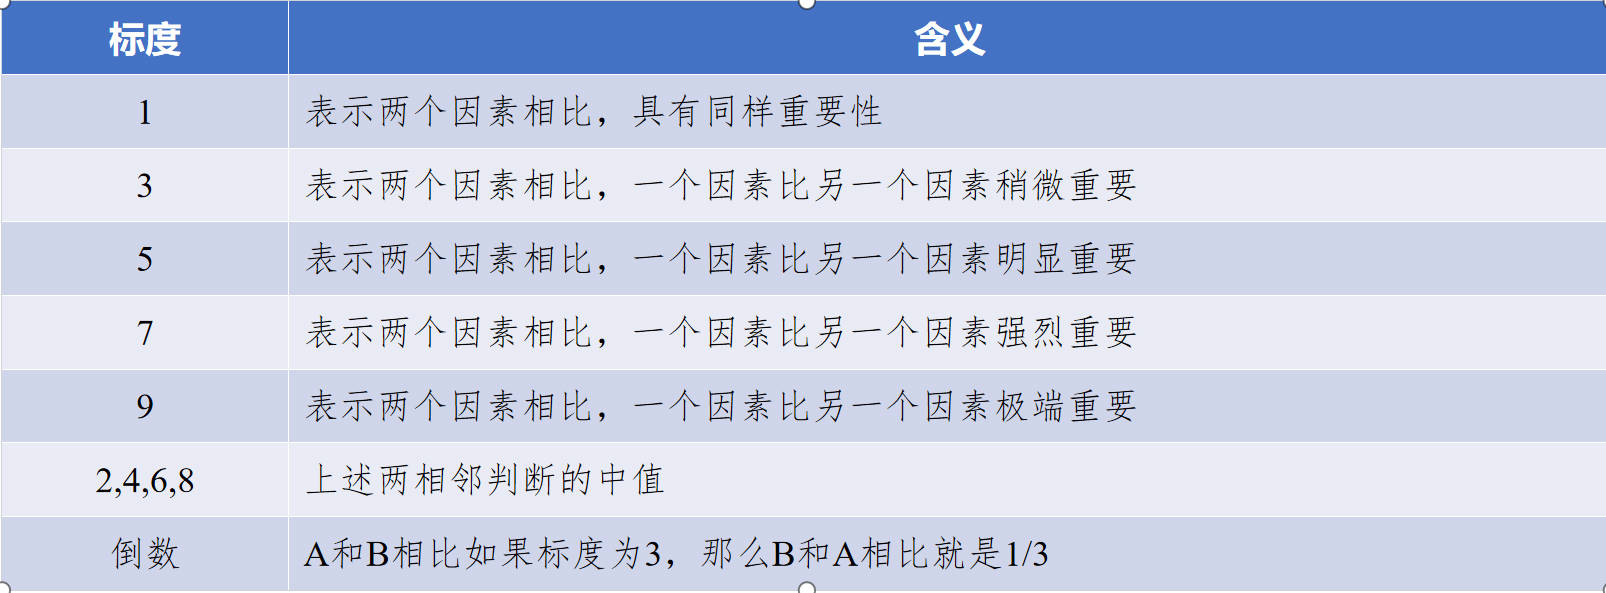 标度 含义
1 表示两个因素相比，具有同样重要性
3 表示两个因素相比，一个因素比另一个因素稍微重要
5 表示两个因素相比，一个因素比另一个因素明显重要
7 表示两个因素相比，一个因素比另一个因素强烈重要
9 表示两个因素相比，一个因素比另一个因素极端重要
2,4,6,8 上述两相邻判断的中值
倒数 A和B相比如果标度为3，那么B和A相比就是1/3